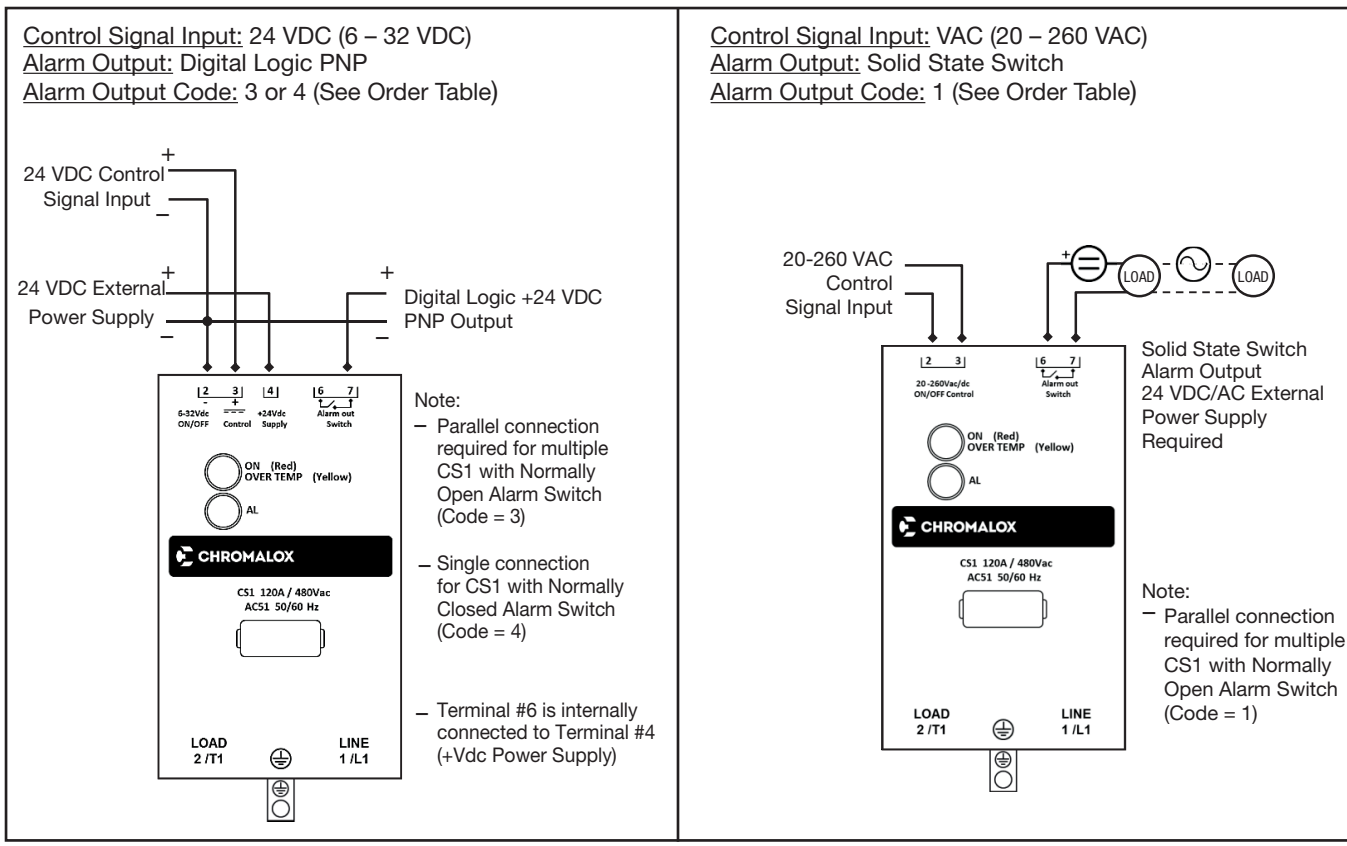 Control Signal Input: 24 VDC (6 – 32 VDC)
Alarm Output: Digital Logic PNP
Alarm Output Code: 3 or 4 (See Order Table)
+
24 VDC Control
Signal Input
–
+
24 VDC External
Power Supply
–
+
Digital Logic +24 VDC
PNP Output
–
2 3 4 6 7
- +
6-32Vdc
ON/OFF Control
+24Vdc
Supply
Alarm out
Switch
ON (Red)
OVER TEMP (Yellow)
AL
CHROMALOX
CS1 120A / 480Vac
AC51 50/60 Hz
LOAD
2 /T1
LINE
1 /L1
Note:
– Parallel connection
required for multiple
CS1 with Normally
Open Alarm Switch
(Code = 3)
– Single connection
for CS1 with Normally
Closed Alarm Switch
(Code = 4)
– Terminal #6 is internally
connected to Terminal #4
(+Vdc Power Supply)
Control Signal Input: VAC (20 – 260 VAC)
Alarm Output: Solid State Switch
Alarm Output Code: 1 (See Order Table)
20-260 VAC
Control
Signal Input
+
LOAD
LOAD
2 3 6 7
20 -260Vac/dc
ON/OFF Control
Alarm out
Switch
ON (Red)
OVER TEMP (Yellow)
AL
CHROMALOX
CS1 120A / 480Vac
AC51 50/60 Hz
LOAD
2 /T1
LINE
1 /L1
Solid State Switch
Alarm Output
24 VDC/AC External
Power Supply
Required
Note:
– Parallel connection
required for multiple
CS1 with Normally
Open Alarm Switch
(Code = 1)